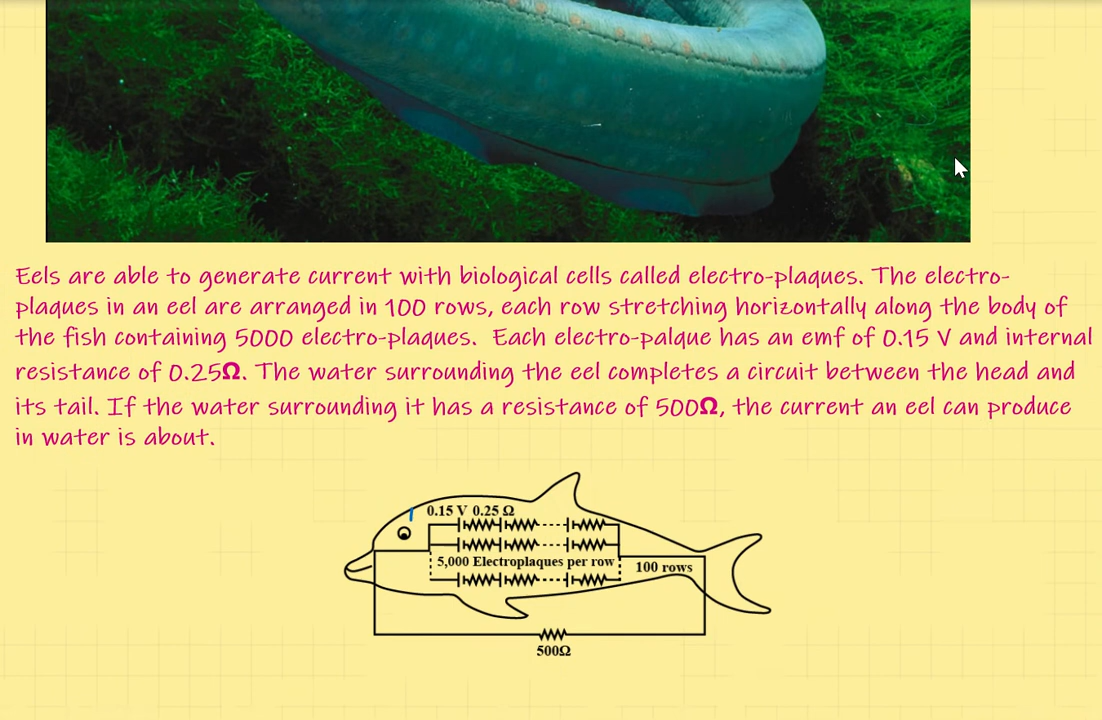 Eels are able to generate current with biological cells called electro-plaques. The electro-
plaques in an eel are arranged in 100 rows, each row stretching horizontally along the body of
the fish containing 5000 electro-plaques. Each electro-palque has an emf of 0.15 V and internal
resistance of 0.25Ω. The water surrounding the eel completes a circuit between the head and
its tail. If the water surrounding it has a resistance of 500Ω, the current an eel can produce
in water is about.
0.15 V 0.25 Ω
5,000 Electroplaques per row
100 rows
500Ω